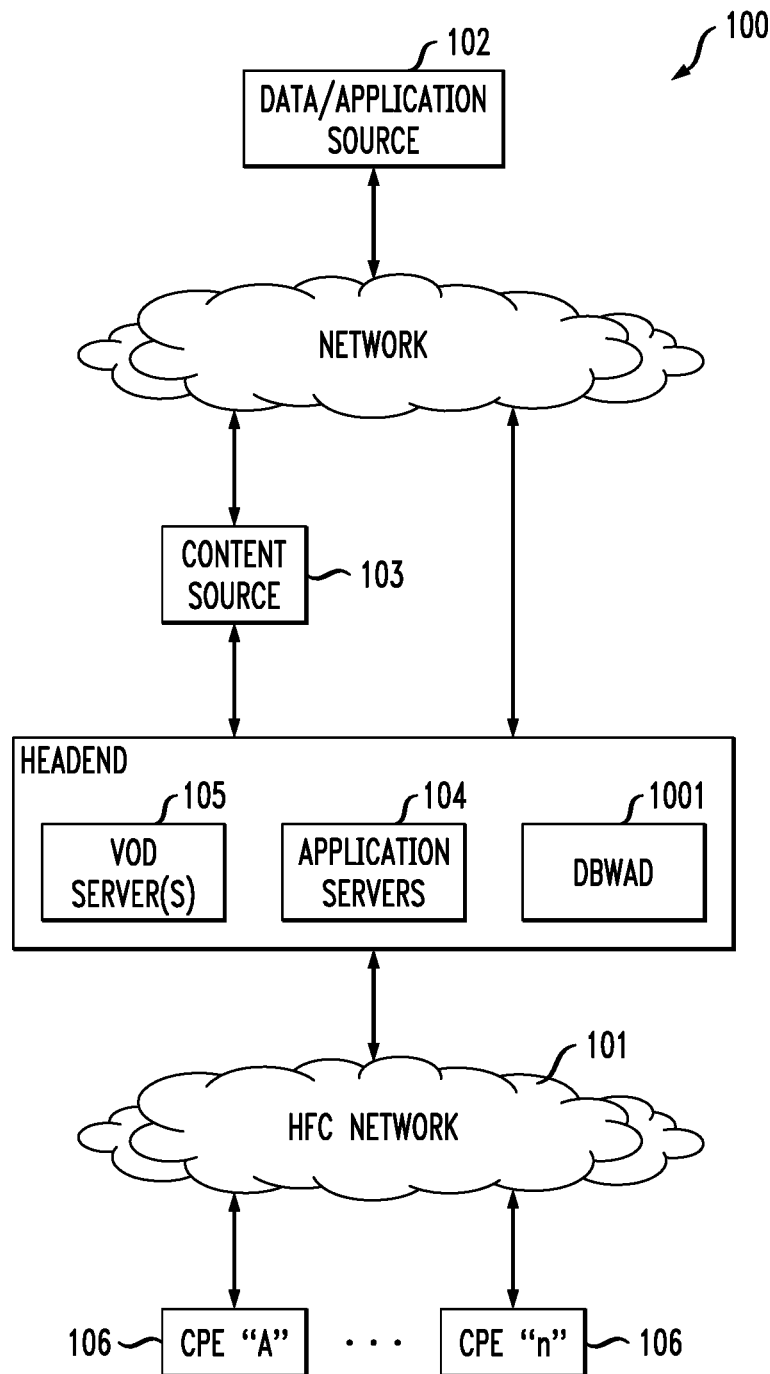 100
102
DATA/APPLICATION
SOURCE
NETWORK
CONTENT
SOURCE
103
HEADEND
105
VOD
SERVER(S)
104
APPLICATION
SERVERS
1001
DBWAD
101
HFC NETWORK
106
CPE “A”
. . .
CPE “n”
106